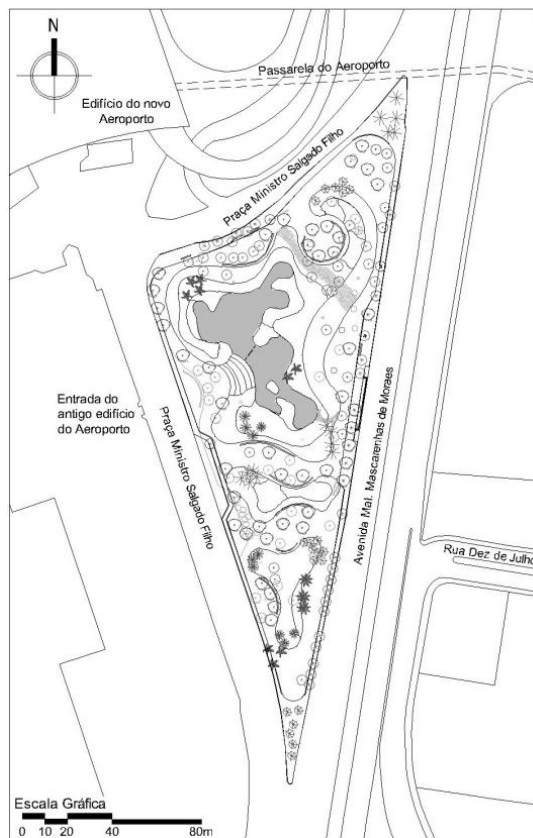 N
Passarela do Aeroporto
Edifício do novo
Aeroporto
Praça Ministro Salgado Filho
Entrada do
antigo edifício
do Aeroporto
Praça Ministro Salgado Filho
Avenida Mal. Mascarenhas de Moraes
Rua Dez de Julho
Escala Gráfica
0 10 20 40 80m